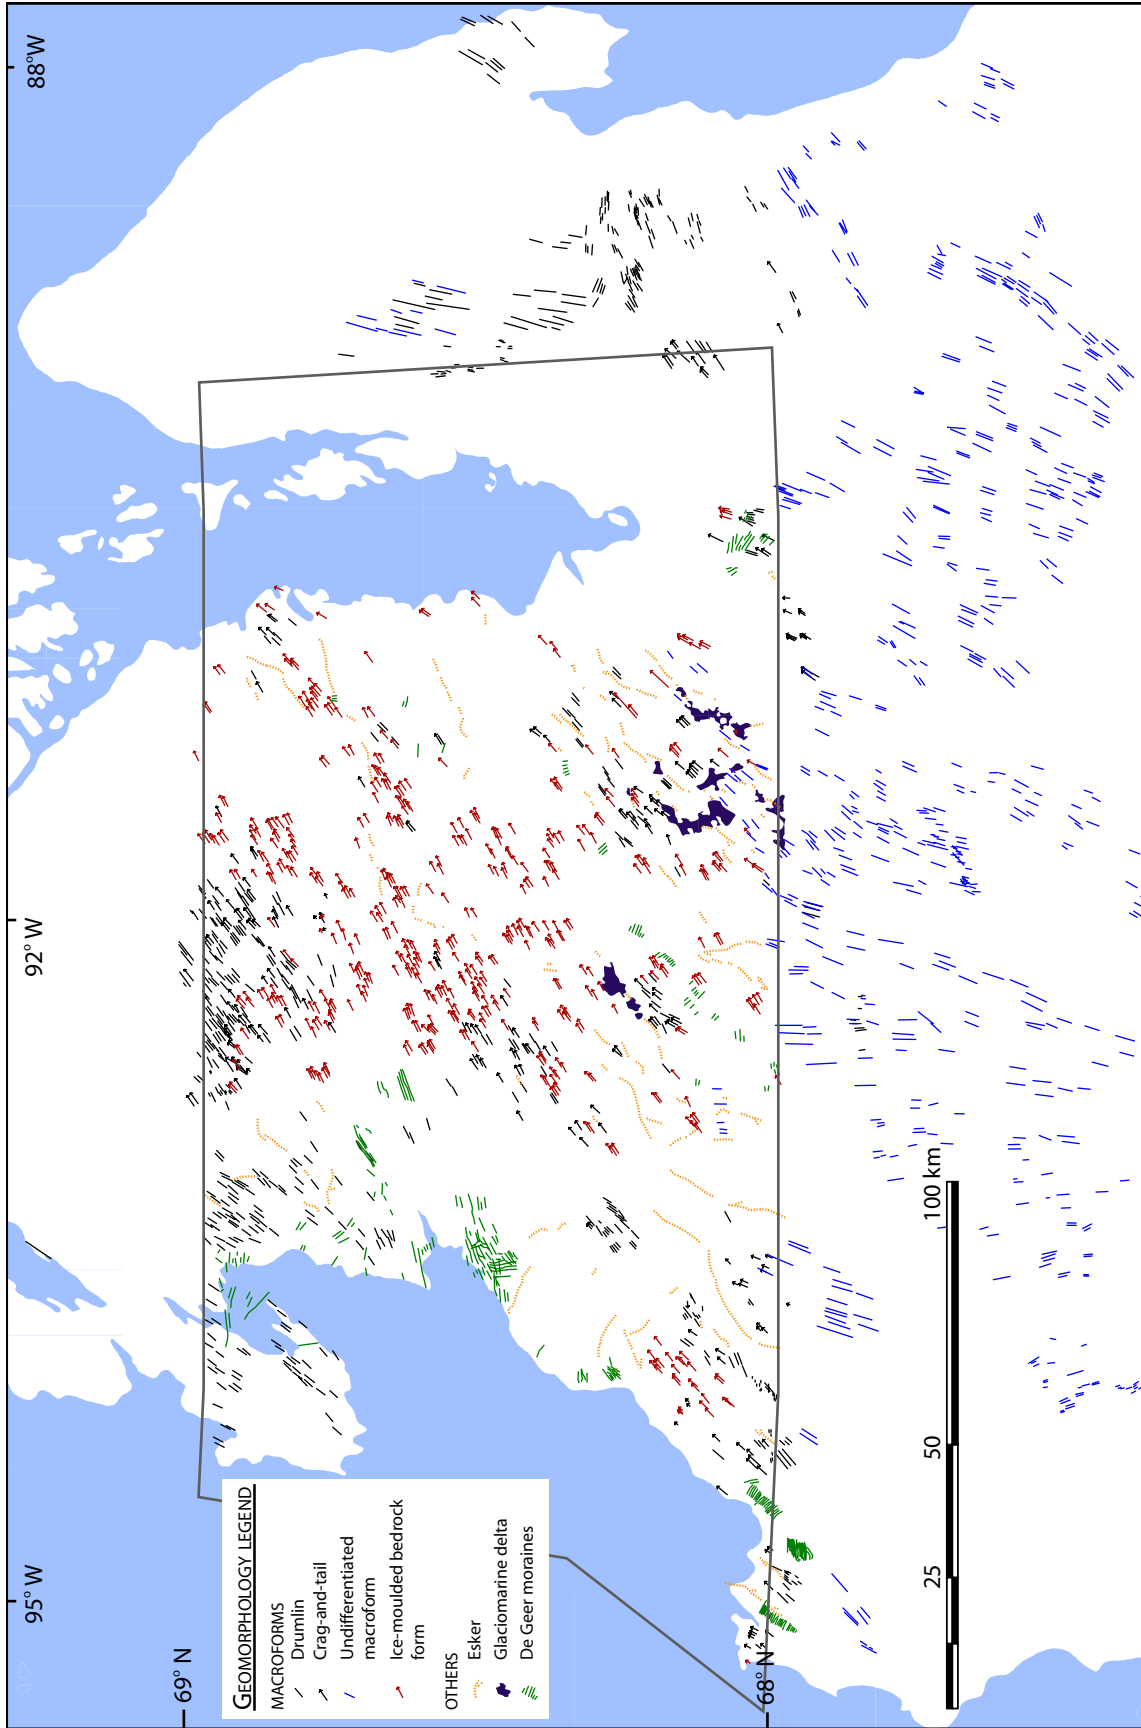 88°W
92° W
95° W
69° N
68° N
GEOMORPHOLOGY LEGEND
MACROFORMS
Drumlin
Crag-and-tail
Undifferentiated
macroform
Ice-moulded bedrock
form
OTHERS
Esker
Glaciomarine delta
De Geer moraines
25
50
100 km